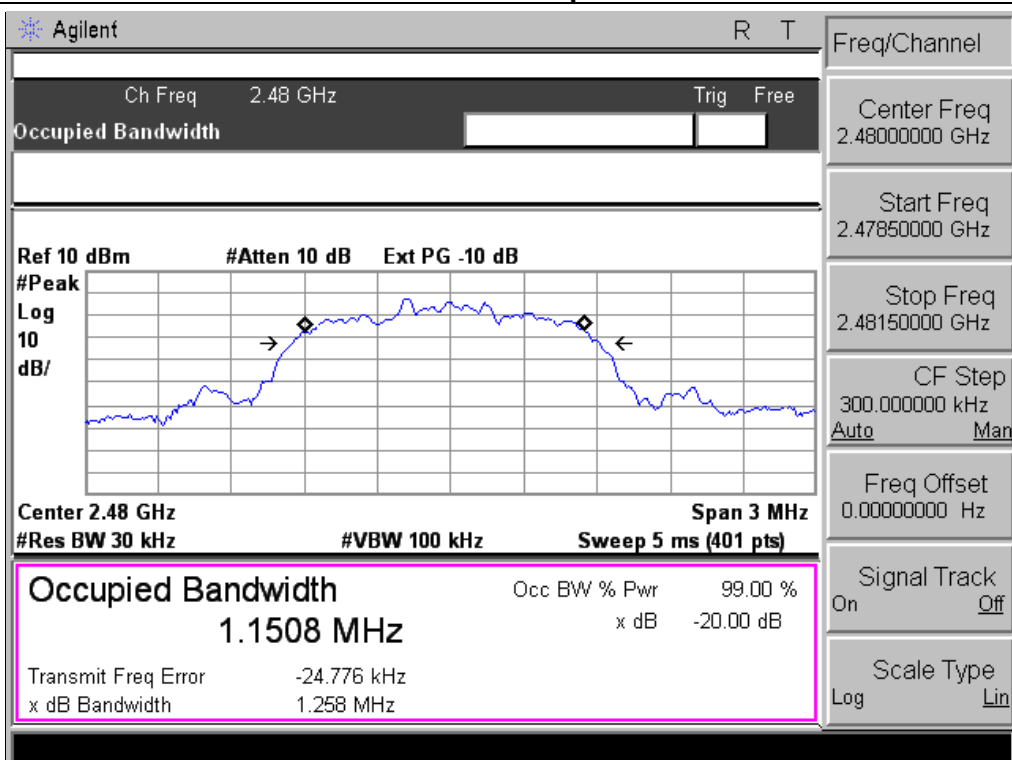 Agilent R T
Ch Freq 2.48 GHz Trig Free
Occupied Bandwidth
Ref 10 dBm #Atten 10 dB Ext PG -10 dB
#Peak
Log
10
dB/
Center 2.48 GHz Span 3 MHz
#Res BW 30 kHz #VBW 100 kHz Sweep 5 ms (401 pts)
Occupied Bandwidth
1.1508 MHz
Occ BW % Pwr 99.00 %
x dB -20.00 dB
Transmit Freq Error -24.776 kHz
x dB Bandwidth 1.258 MHz
Freq/Channel
Center Freq
2.48000000 GHz
Start Freq
2.47850000 GHz
Stop Freq
2.48150000 GHz
CF Step
300.000000 kHz
Auto Man
Freq Offset
0.00000000 Hz
Signal Track
On Off
Scale Type
Log Lin